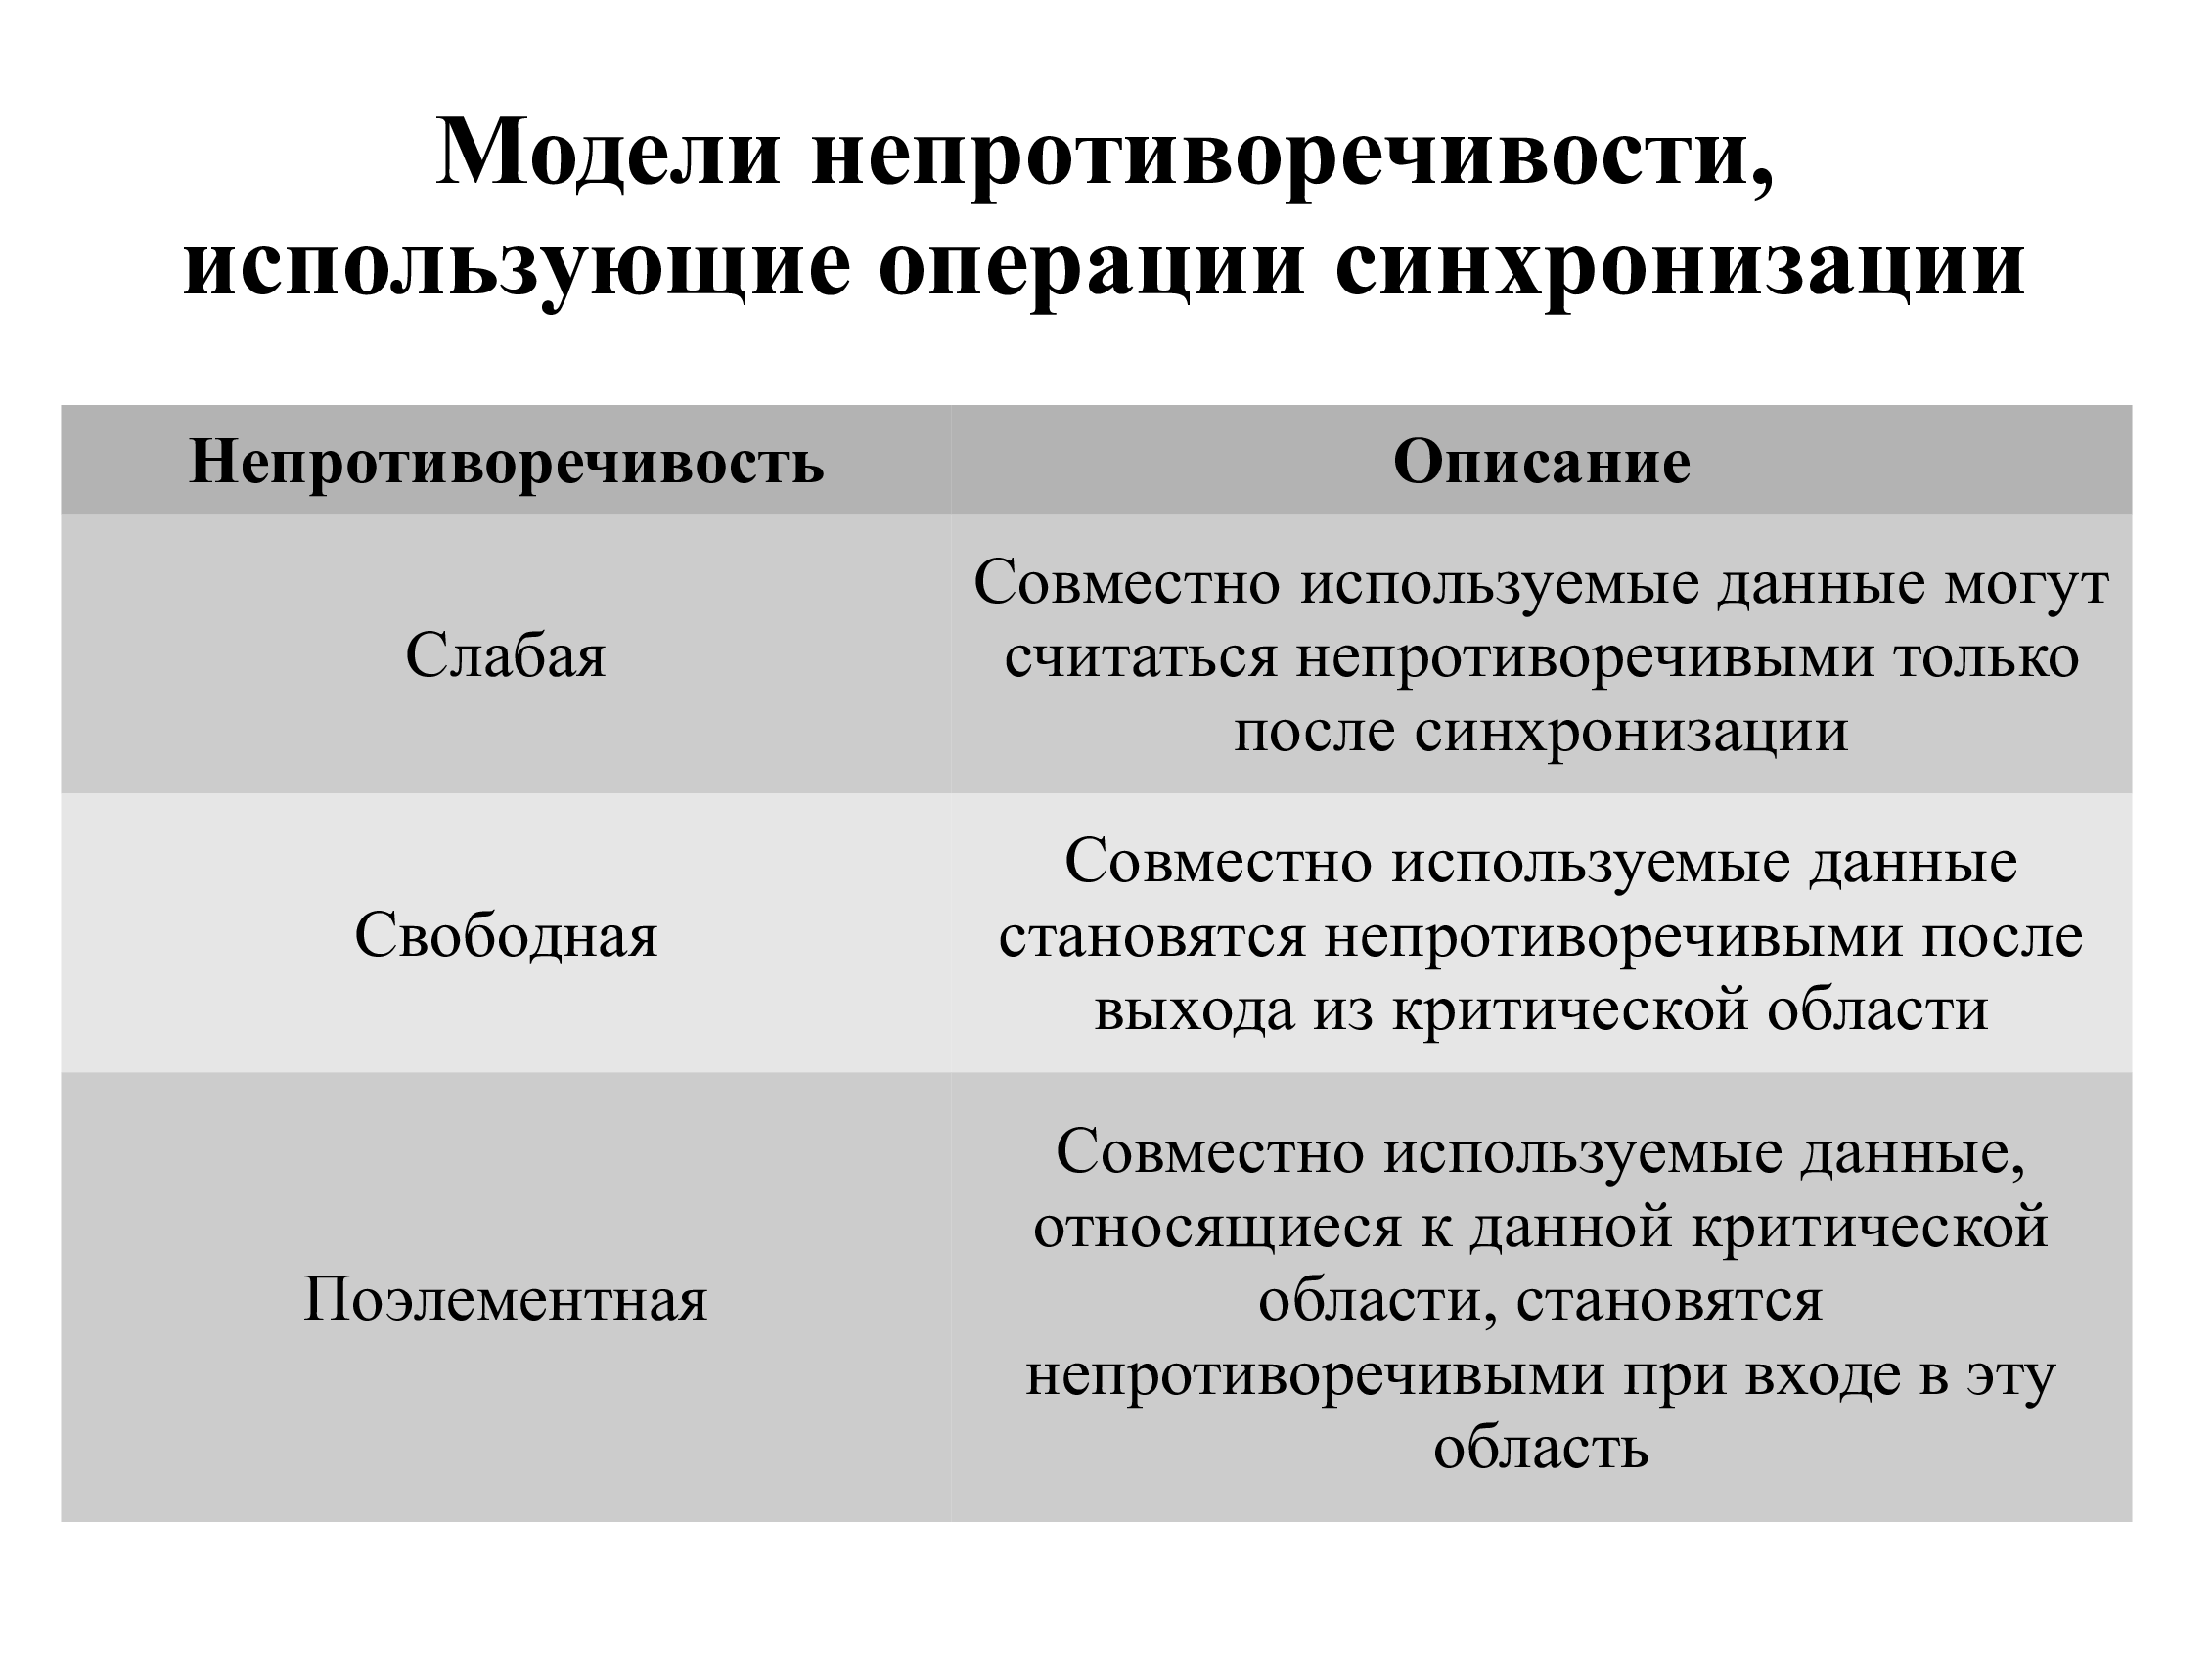 Модели непротиворечивости,
использующие операции синхронизации
Непротиворечивость
Описание
Слабая
Совместно используемые данные могут
считаться непротиворечивыми только
после синхронизации
Свободная
Совместно используемые данные
становятся непротиворечивыми после
выхода из критической области
Поэлементная
Совместно используемые данные,
относящиеся к данной критической
области, становятся
непротиворечивыми при входе в эту
область